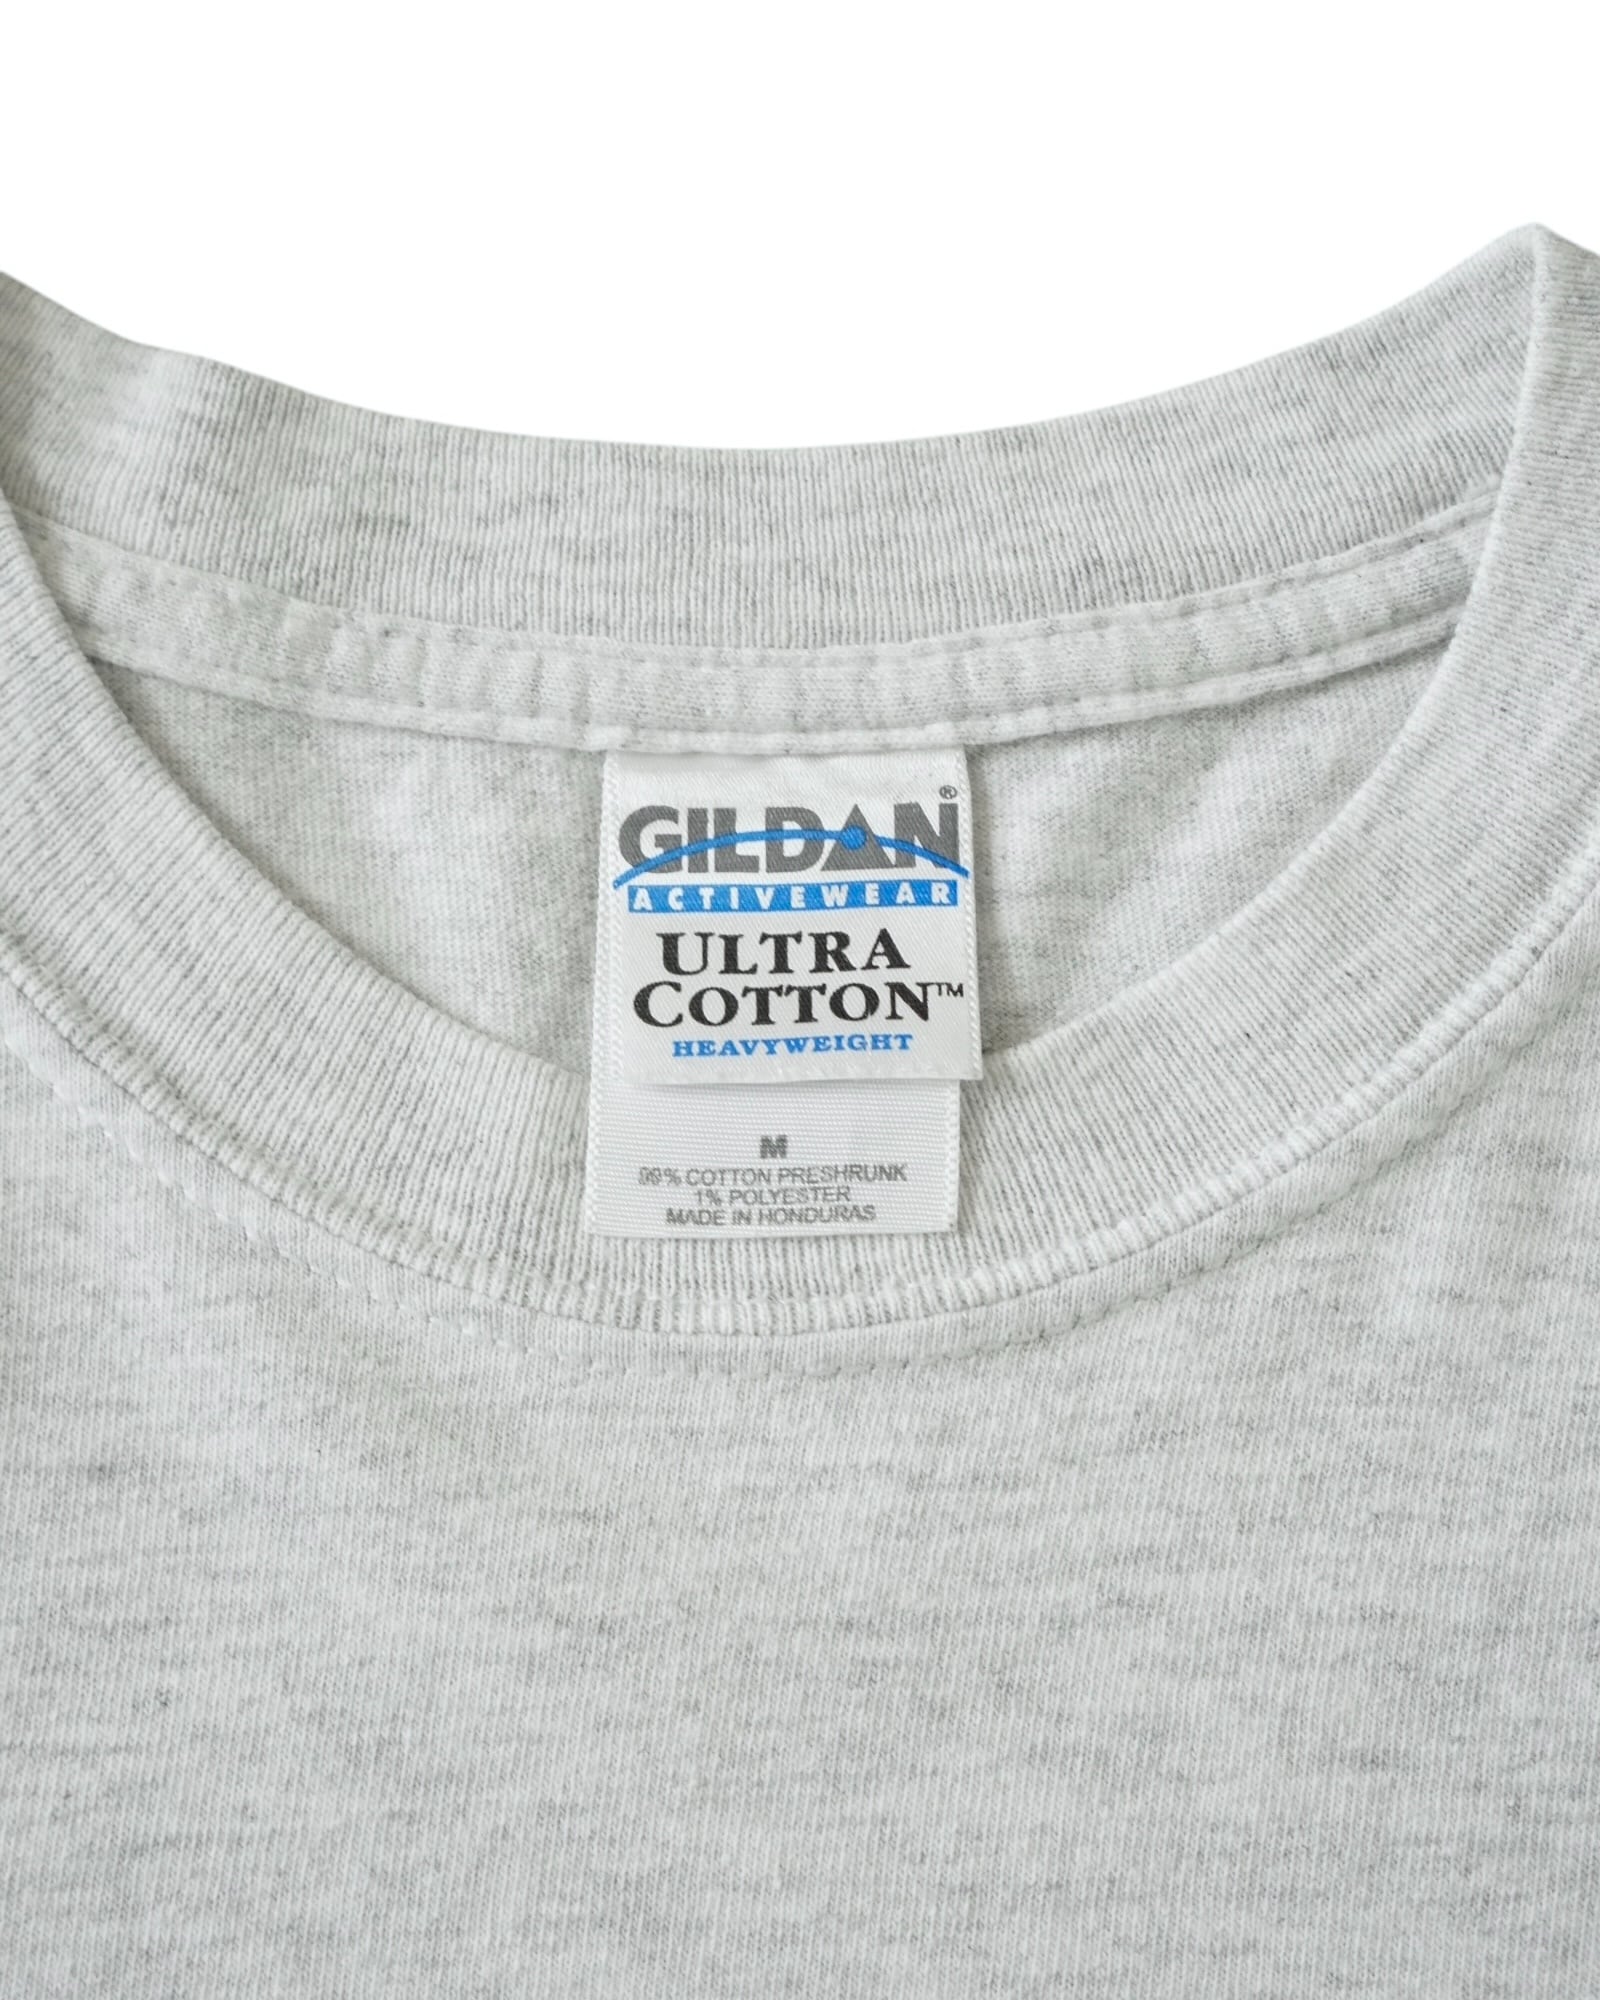 GILDAN®
ACTIVEWEAR
ULTRA
COTTON™
HEAVYWEIGHT
M
99% COTTON PRESHRUNK
1% POLYESTER
MADE IN HONDURAS